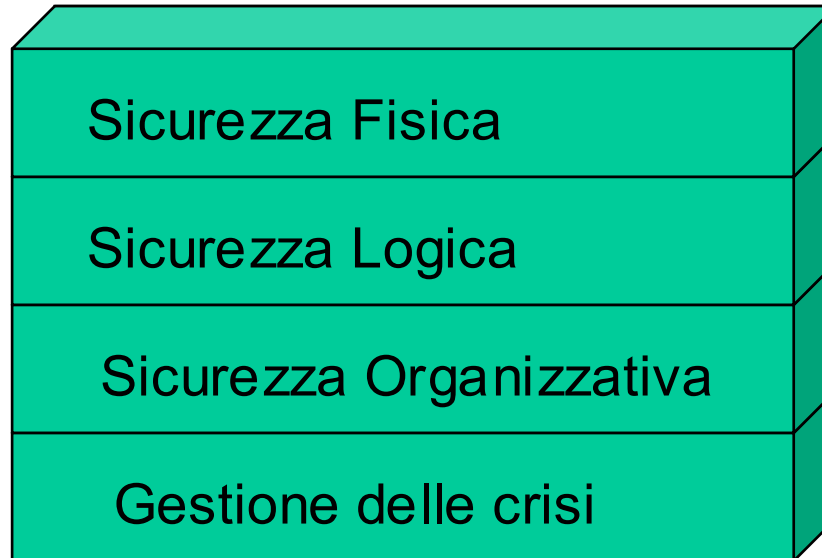 Sicurezza Fisica
Sicurezza Logica
Sicurezza Organizzativa
Gestione delle crisi